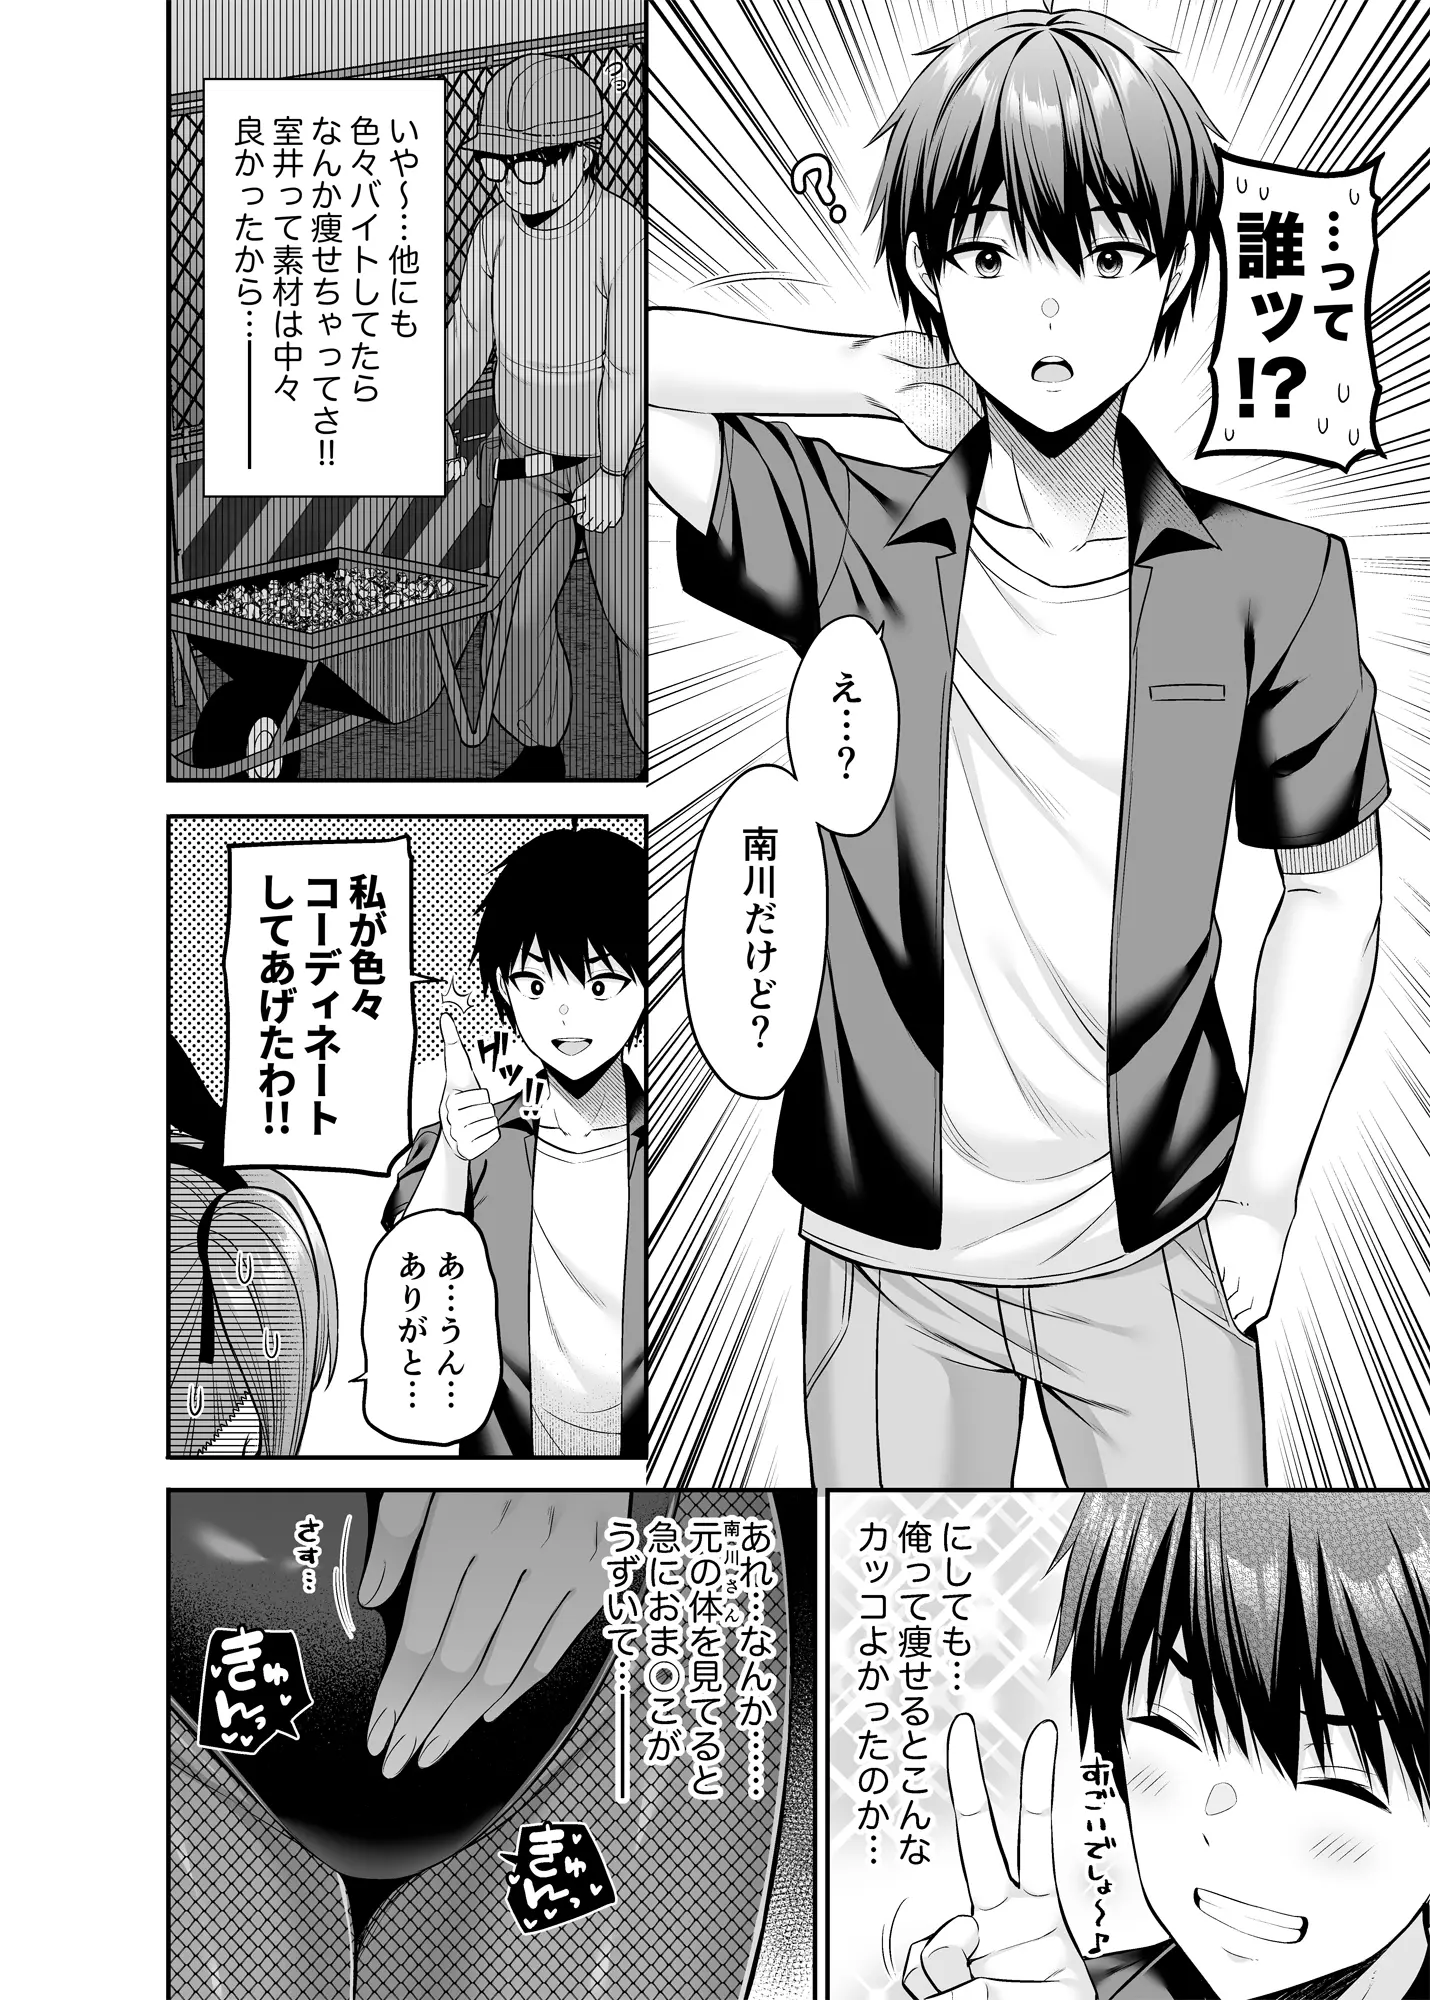 …って
誰ッ!?
え…?
南川だけど?
いや～…他にも
色々バイトしてたら
なんか痩せちゃってさ!!
室井って素材は中々
良かったから…――
私が色々
コーディネート
してあげたわ!!
グッ!!
あ…うん…
ありがと…
にしても…
俺って痩せるとこんな
カッコよかったのか…
すごいでしょ～♪
あれ…なんか……
元の体を見てると
南川さん
急におま○こが
うずいて…――
さす…
きゅんっ
きゅんっ